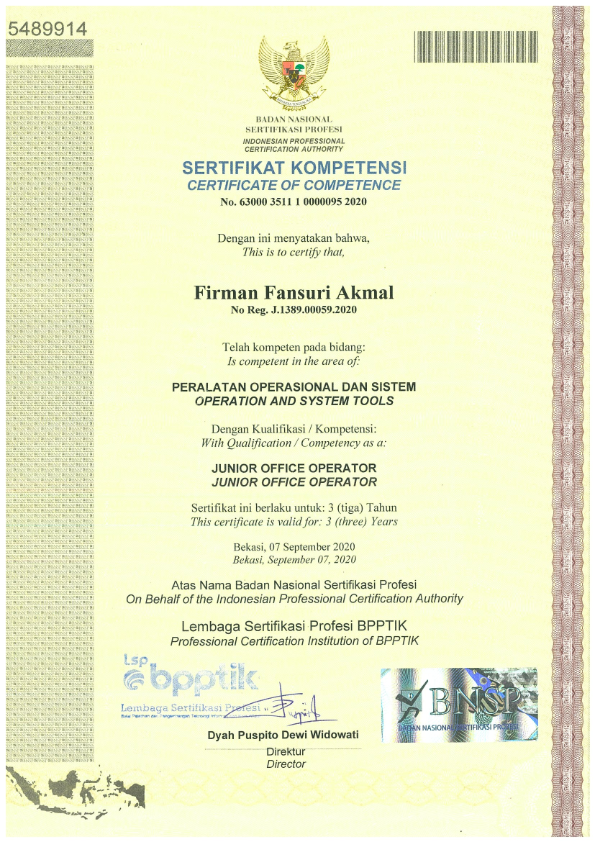 5489914
BADAN NASIONAL
SERTIFIKASI PROFESI
INDONESIAN PROFESSIONAL
CERTIFICATION AUTHORITY
SERTIFIKAT KOMPETENSI
CERTIFICATE OF COMPETENCE
No. 63000 3511 1 0000095 2020
Dengan ini menyatakan bahwa,
This is to certify that,
Firman Fansuri Akmal
No Reg. J.1389.00059.2020
Telah kompeten pada bidang:
Is competent in the area of:
PERALATAN OPERASIONAL DAN SISTEM
OPERATION AND SYSTEM TOOLS
Dengan Kualifikasi / Kompetensi:
With Qualification / Competency as a:
JUNIOR OFFICE OPERATOR
JUNIOR OFFICE OPERATOR
Sertifikat ini berlaku untuk: 3 (tiga) Tahun
This certificate is valid for: 3 (three) Years
Bekasi, 07 September 2020
Bekasi, September 07, 2020
Atas Nama Badan Nasional Sertifikasi Profesi
On Behalf of the Indonesian Professional Certification Authority
Lembaga Sertifikasi Profesi BPPTIK
Professional Certification Institution of BPPTIK
Lsp
bpptik
Lembaga Sertifikasi Profesi
BNSP
BADAN NASIONAL SERTIFIKASI PROFESI
Dyah Puspito Dewi Widowati
Direktur
Director